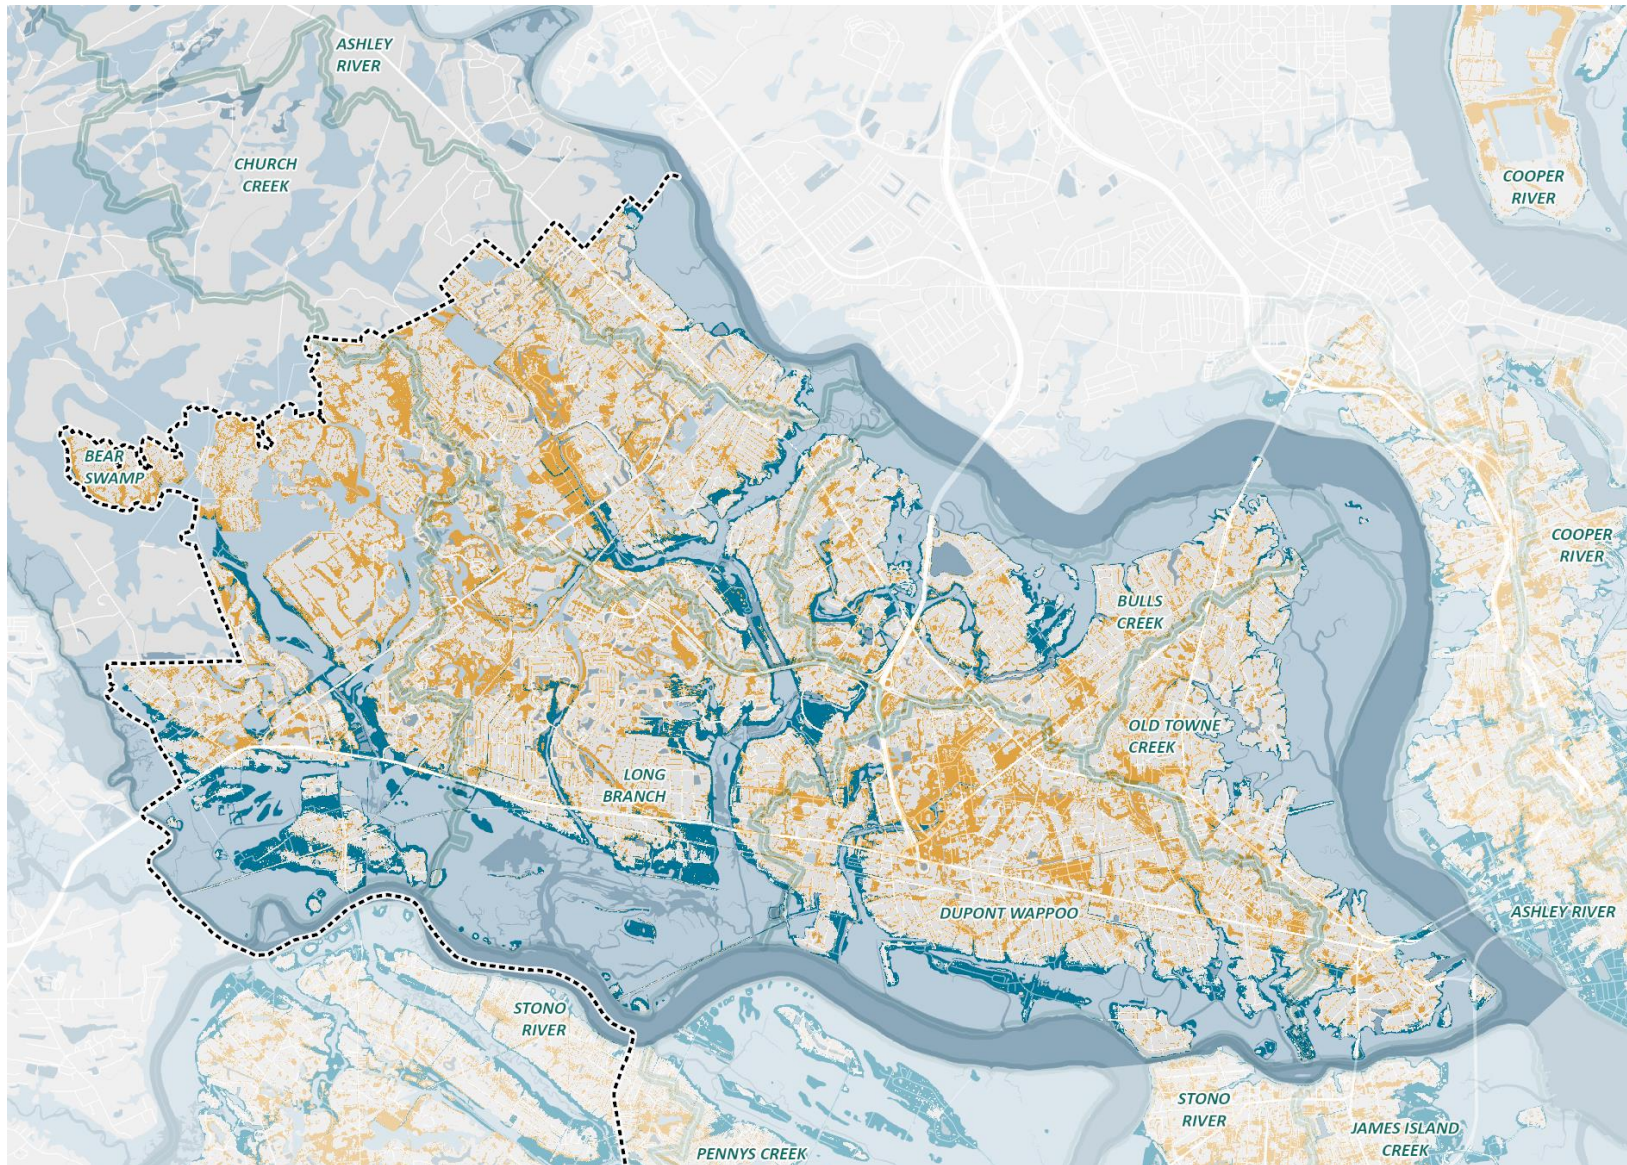 ASHLEY
RIVER
CHURCH
CREEK
COOPER
RIVER
BEAR
SWAMP
COOPER
RIVER
BULLS
CREEK
OLD TOWNE
CREEK
LONG
BRANCH
DUPONT WAPPOO
ASHLEY RIVER
STONO
RIVER
STONO
RIVER
JAMES ISLAND
CREEK
PENNYS CREEK